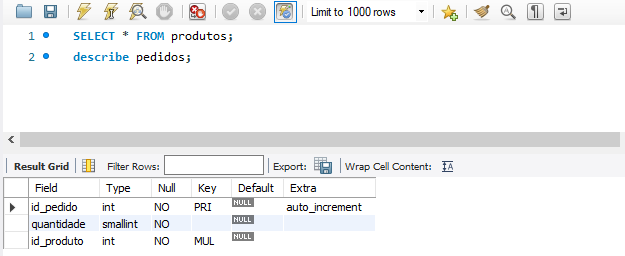 Limit to 1000 rows
1 SELECT * FROM produtos;
2 describe pedidos;
Result Grid Filter Rows: Export: Wrap Cell Content:
Field Type Null Key Default Extra
id_pedido int NO PRI NULL auto_increment
quantidade smallint NO NULL
id_produto int NO MUL NULL